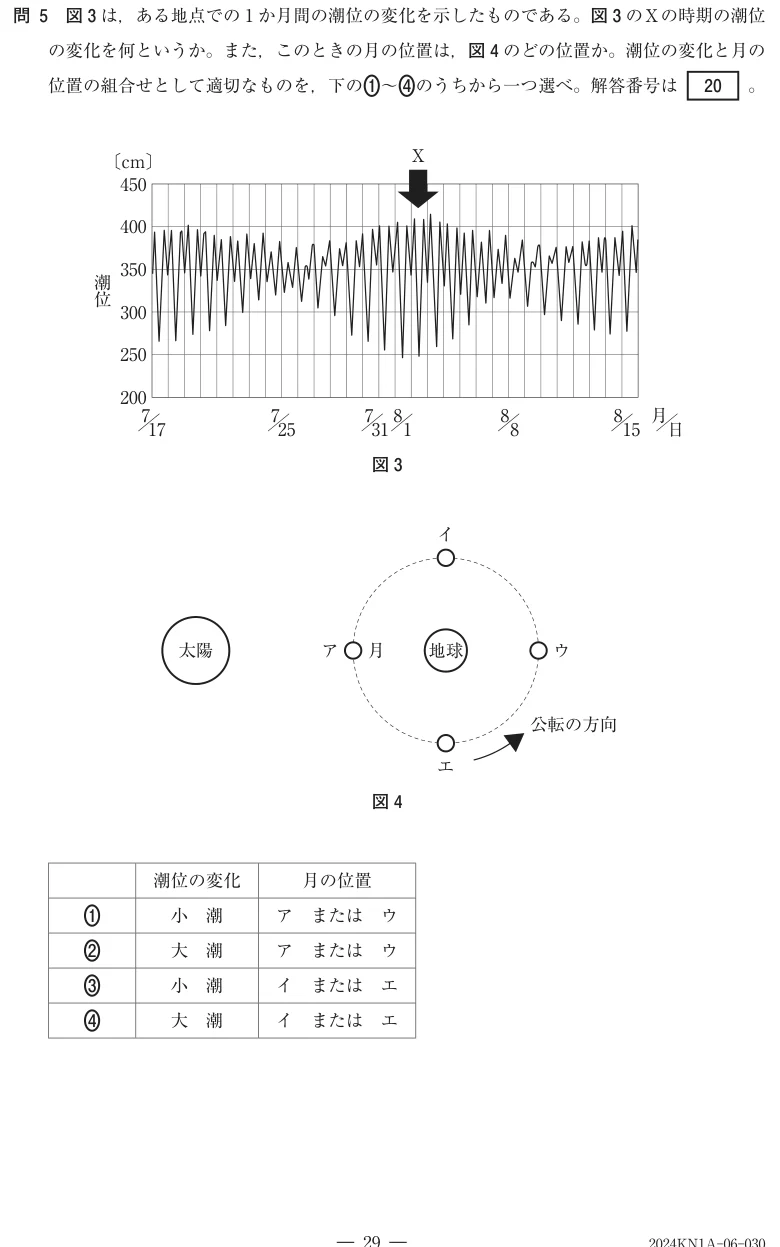 問 5 図3は，ある地点での1か月間の潮位の変化を示したものである。図3のXの時期の潮位
の変化を何というか。また，このときの月の位置は，図4のどの位置か。潮位の変化と月の
位置の組合せとして適切なものを，下の①～④のうちから一つ選べ。解答番号は 20 。
X
〔cm〕
450
400
350
300
250
200
潮位
7/17 7/25 7/31 8/1 8/8 8/15 月/日
図3
イ
太陽 ア 月 地球 ウ
公転の方向
エ
図4
潮位の変化 月の位置
① 小 潮 ア または ウ
② 大 潮 ア または ウ
③ 小 潮 イ または エ
④ 大 潮 イ または エ
— 29 —
2024KN1A-06-030